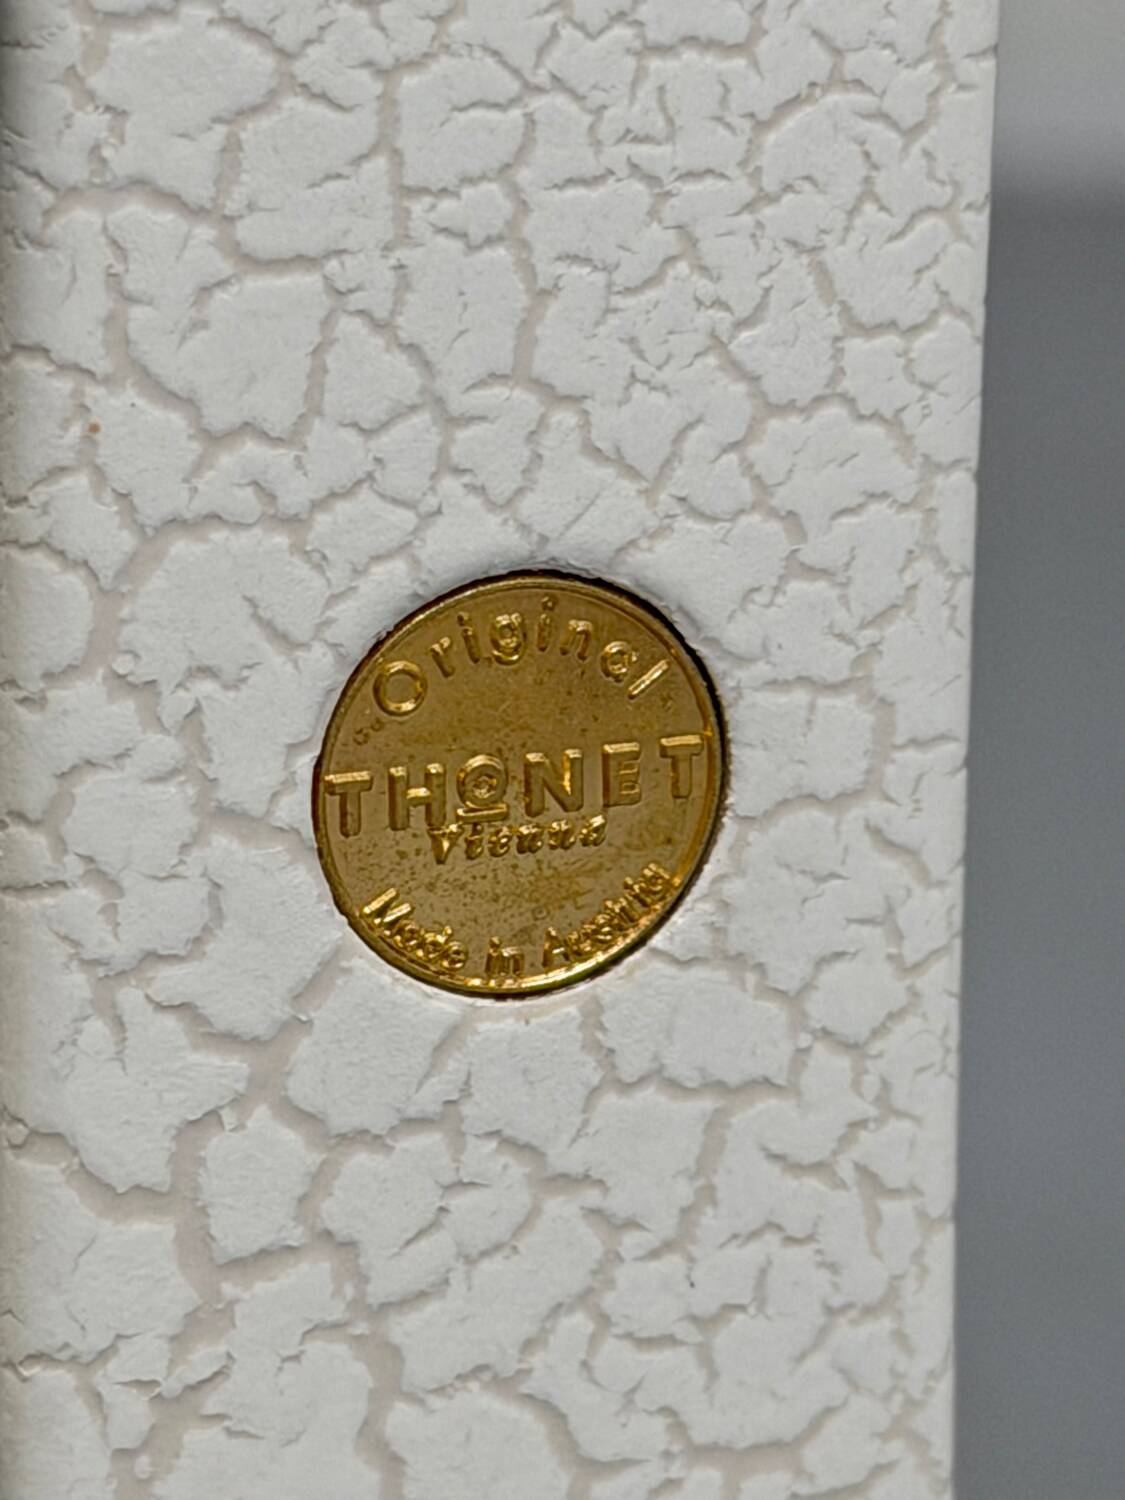 Original
THONET
Vienna
Made in Austria